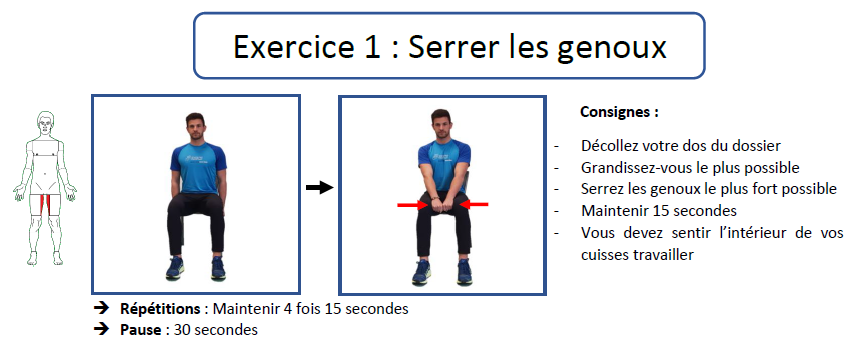 Exercice 1 : Serrer les genoux
Consignes :
- Décollez votre dos du dossier
- Grandissez-vous le plus possible
- Serrez les genoux le plus fort possible
- Maintenir 15 secondes
- Vous devez sentir l’intérieur de vos
cuisses travailler
➔ Répétitions : Maintenir 4 fois 15 secondes
➔ Pause : 30 secondes